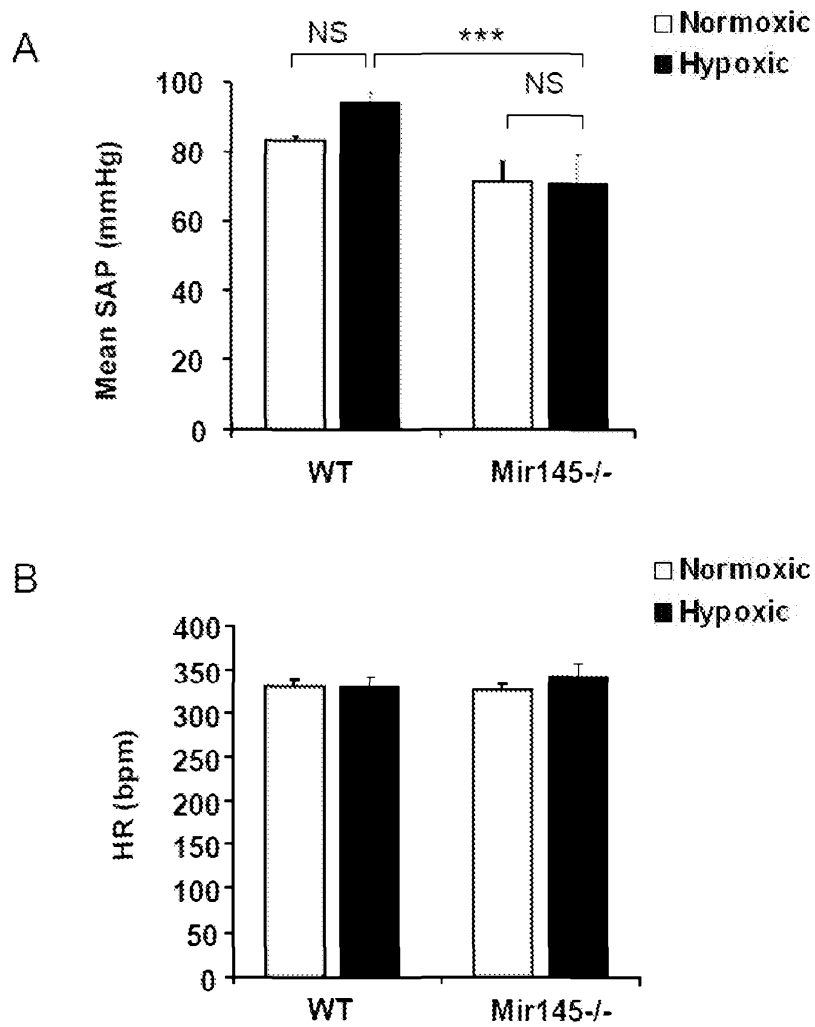 A
NS
***
Normoxic
Hypoxic
NS
100
80
60
40
20
0
Mean SAP (mmHg)
WT
Mir145-/-
B
Normoxic
Hypoxic
400
350
300
250
200
150
100
50
0
HR (bpm)
WT
Mir145-/-